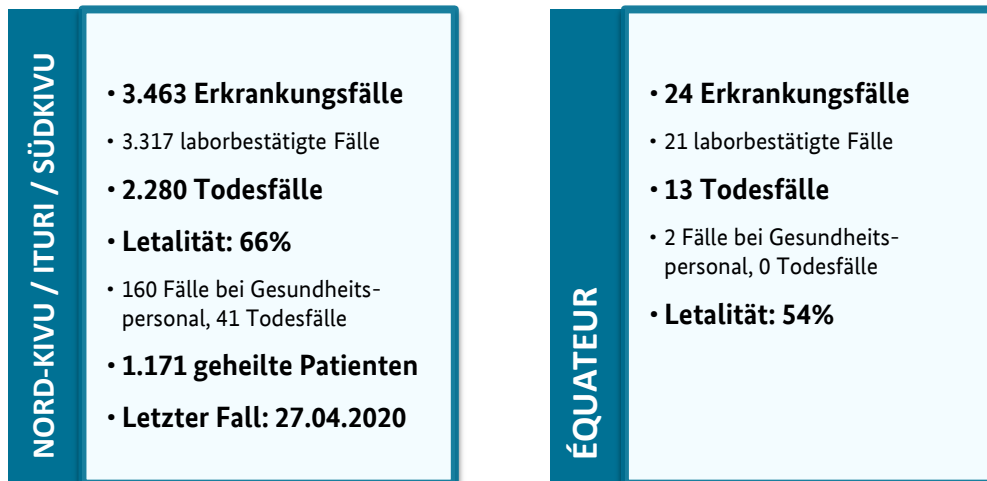 NORD-KIVU / ITURI / SÜDKIVU
• 3.463 Erkrankungsfälle
• 3.317 laborbestätigte Fälle
• 2.280 Todesfälle
• Letalität: 66%
• 160 Fälle bei Gesundheits-
personal, 41 Todesfälle
• 1.171 geheilte Patienten
• Letzter Fall: 27.04.2020
ÉQUATEUR
• 24 Erkrankungsfälle
• 21 laborbestätigte Fälle
• 13 Todesfälle
• 2 Fälle bei Gesundheits-
personal, 0 Todesfälle
• Letalität: 54%